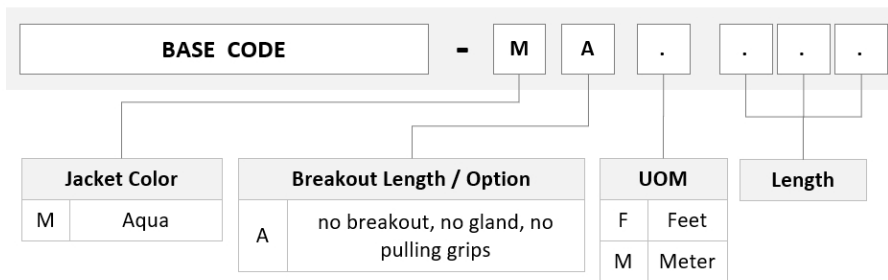 BASE CODE - M A . . . .
Jacket Color
M Aqua
Breakout Length / Option
A no breakout, no gland, no
pulling grips
UOM
F Feet
M Meter
Length